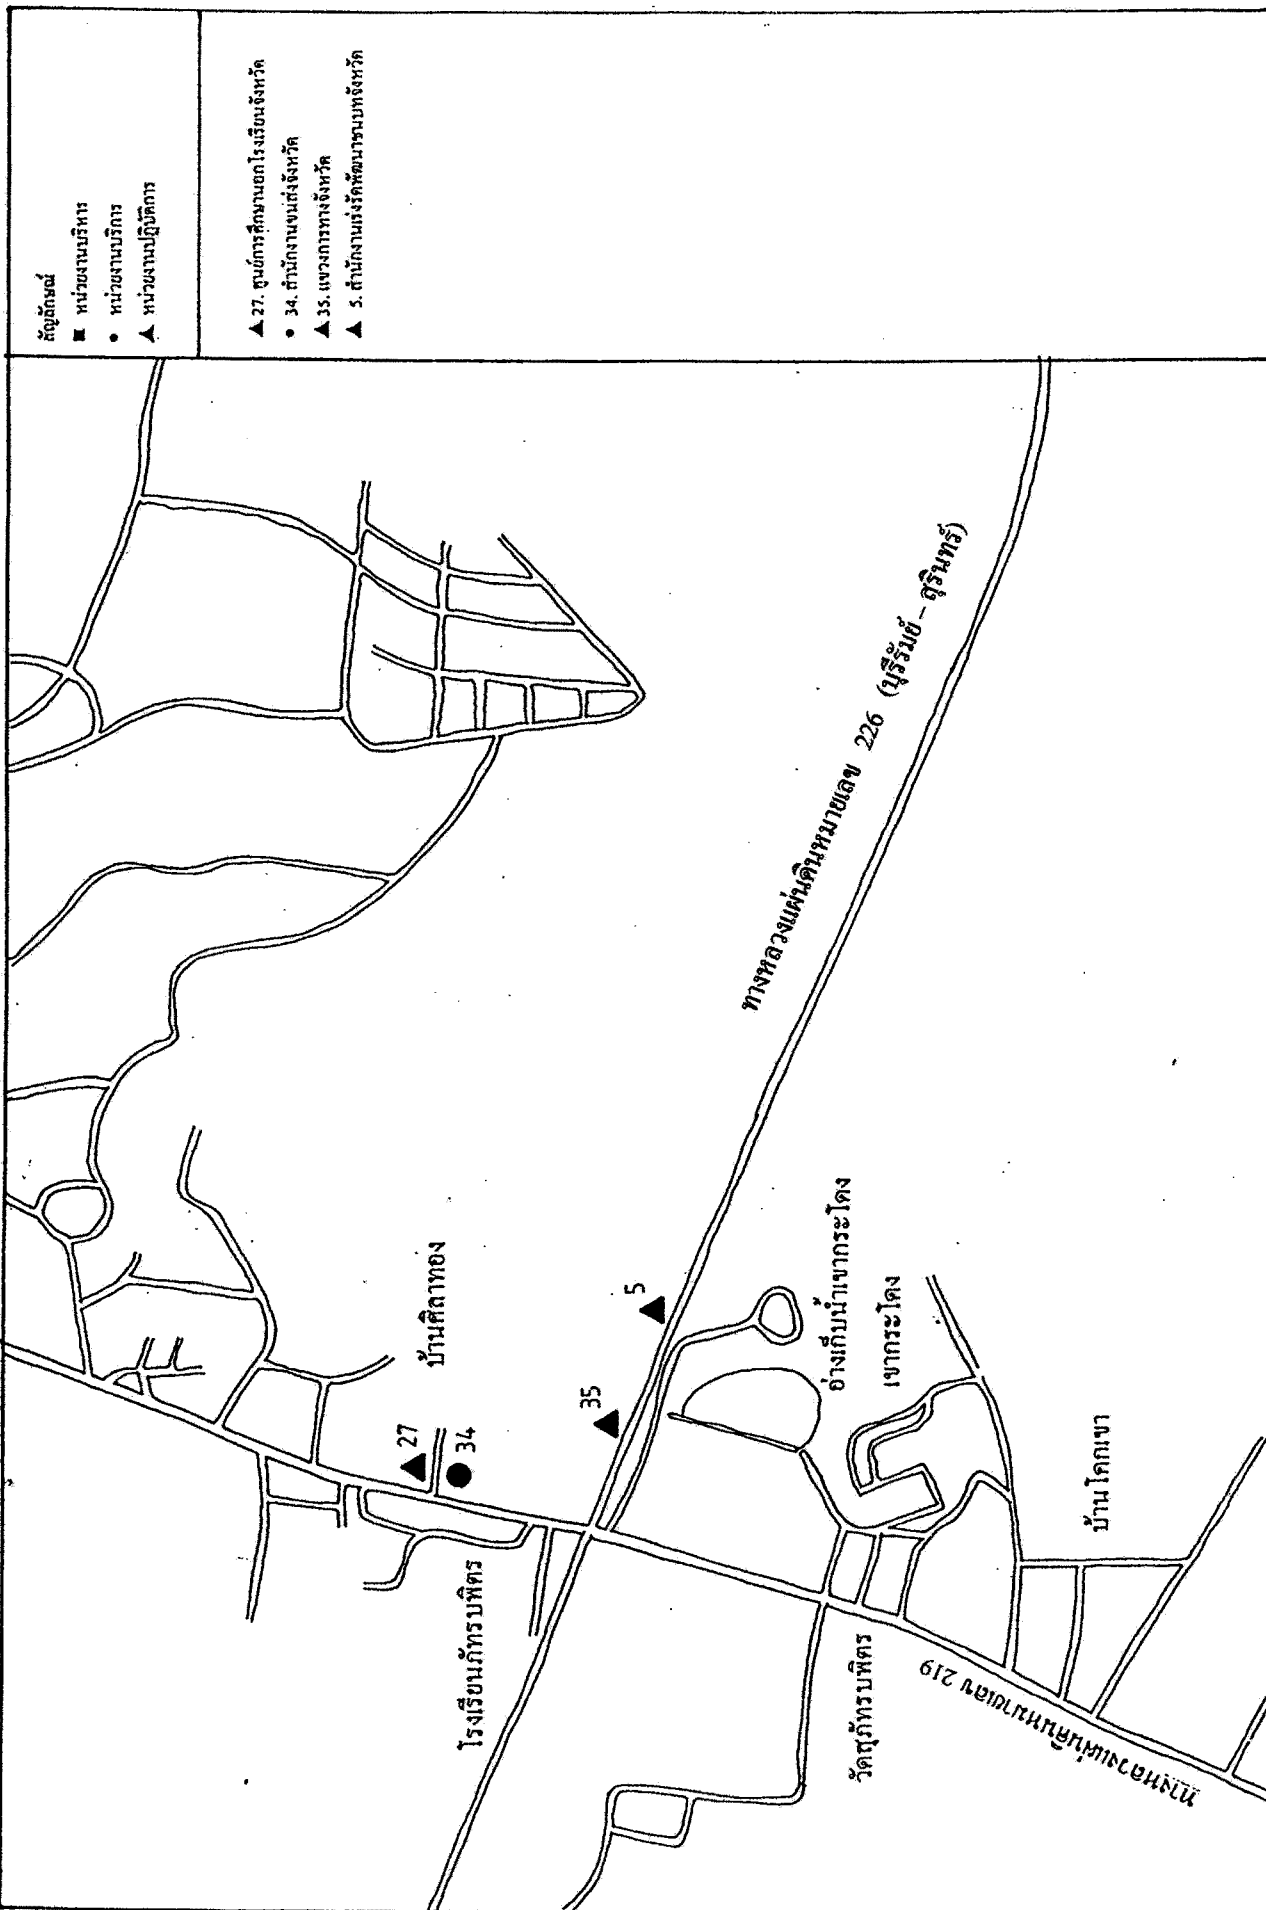 สัญลักษณ์
■ หน่วยงานบริหาร
● หน่วยงานบริการ
▲ หน่วยงานปฏิบัติการ
▲ 27. ศูนย์การศึกษานอกโรงเรียนจังหวัด
● 34. สำนักงานขนส่งจังหวัด
▲ 35. แขวงการทางจังหวัด
▲ 5. สำนักงานเร่งรัดพัฒนาชนบทจังหวัด
บ้านศิลาทอง
27
34
35
5
โรงเรียนภัทรบพิตร
ทางหลวงแผ่นดินหมายเลข 226 (บุรีรัมย์ - สุรินทร์)
อ่างเก็บน้ำเขากระโดง
เขากระโดง
วัดสุภัทรบพิตร
บ้านโคกเขา
ทางหลวงแผ่นดินหมายเลข 219